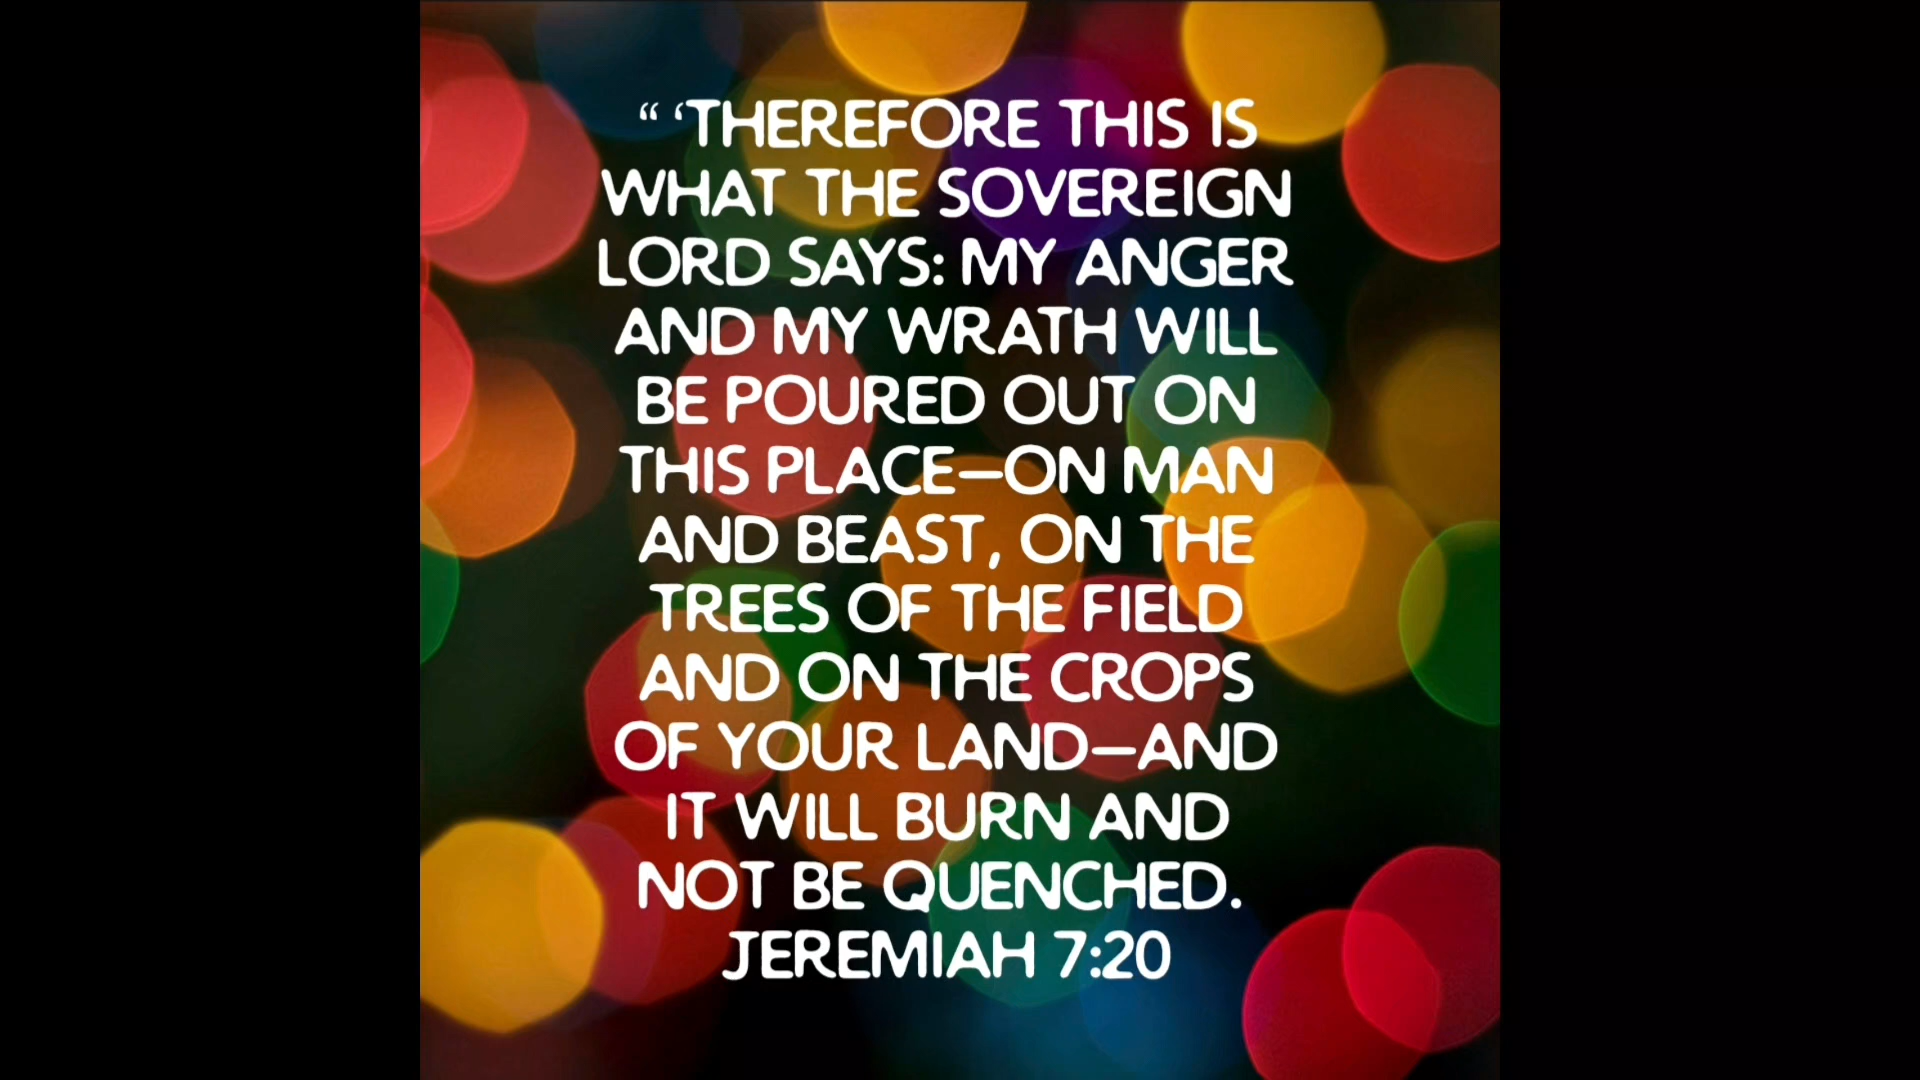 “ ‘THEREFORE THIS IS
WHAT THE SOVEREIGN
LORD SAYS: MY ANGER
AND MY WRATH WILL
BE POURED OUT ON
THIS PLACE—ON MAN
AND BEAST, ON THE
TREES OF THE FIELD
AND ON THE CROPS
OF YOUR LAND—AND
IT WILL BURN AND
NOT BE QUENCHED.
JEREMIAH 7:20